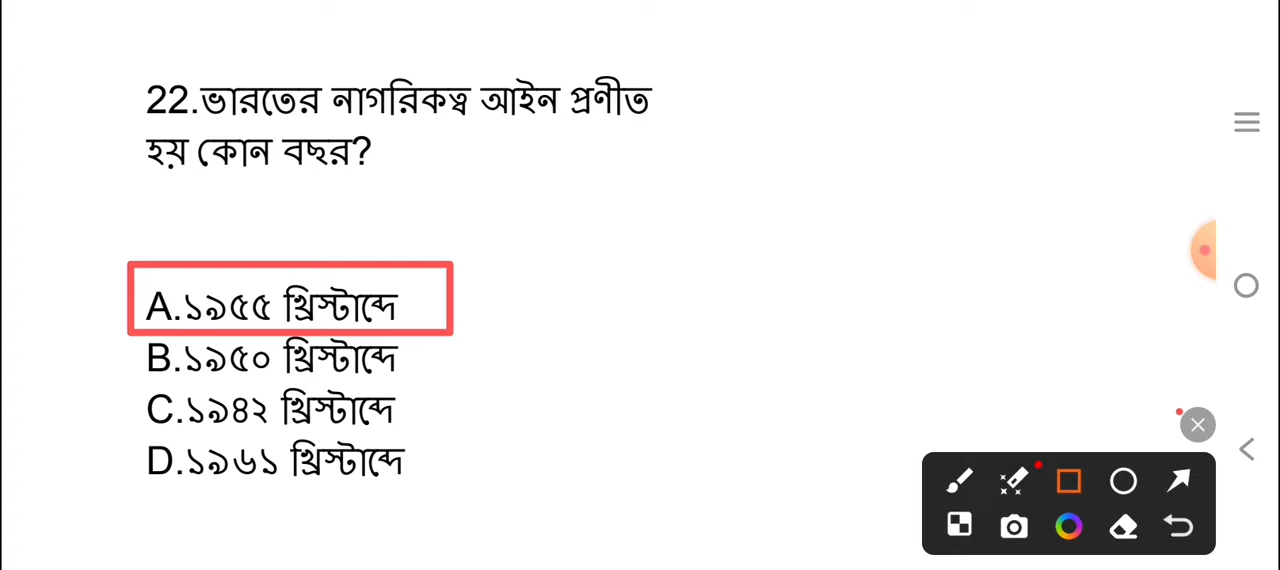 22.ভারতের নাগরিকত্ব আইন প্রণীত
হয় কোন বছর?
A.১৯৫৫ খ্রিস্টাব্দে
B.১৯৫০ খ্রিস্টাব্দে
C.১৯৪২ খ্রিস্টাব্দে
D.১৯৬১ খ্রিস্টাব্দে